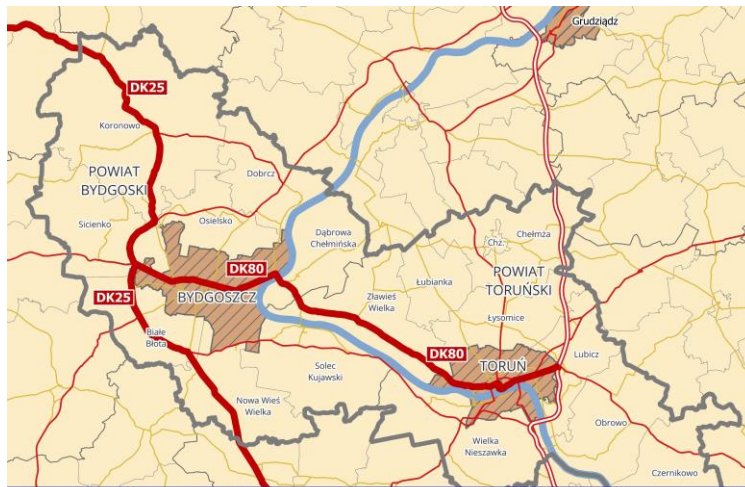 Grudziądz
DK25
Koronowo
POWIAT
BYDGOSKI
Dobrcz
Sicienko
Osielsko
Dąbrowa
Chełmińska
Chełmża
Chż.
DK80
POWIAT
TORUŃSKI
DK25
BYDGOSZCZ
Łubianka
Zławieś
Wielka
Łysomice
Białe
Błota
DK80
TORUŃ
Lubicz
Solec
Kujawski
Nowa Wieś
Wielka
Obrowo
Wielka
Nieszawka
Czernikowo